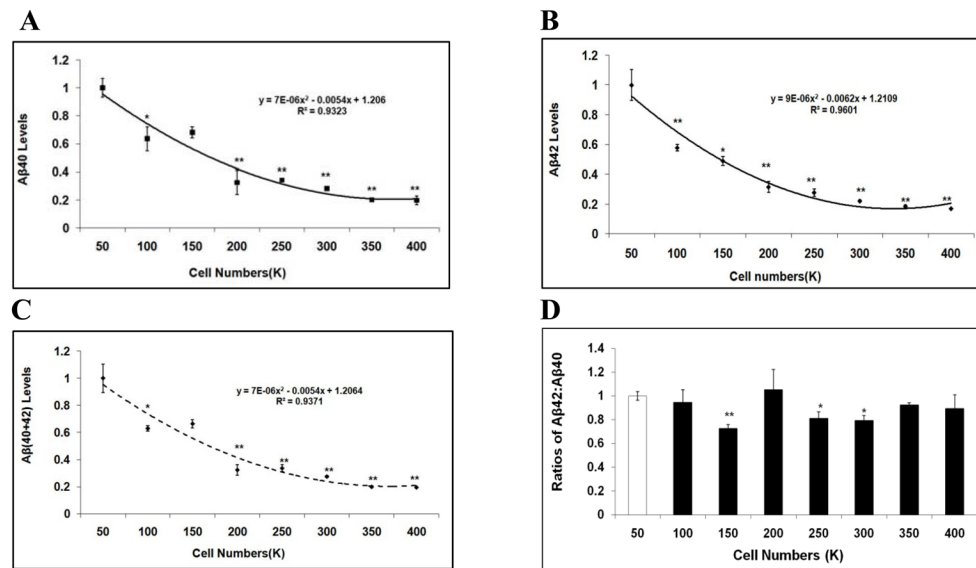 A
Aβ40 Levels
1.2
1
0.8
0.6
0.4
0.2
0
y = 7E-06x² - 0.0054x + 1.206
R² = 0.9323
*
**
**
**
**
**
50 100 150 200 250 300 350 400
Cell Numbers(K)
B
Aβ42 Levels
1.2
1
0.8
0.6
0.4
0.2
0
y = 9E-06x² - 0.0062x + 1.2109
R² = 0.9601
**
*
**
**
**
**
**
50 100 150 200 250 300 350 400
Cell numbers(K)
C
Aβ(40+42) Levels
1.2
1
0.8
0.6
0.4
0.2
0
y = 7E-06x² - 0.0054x + 1.2064
R² = 0.9371
*
**
**
**
**
**
50 100 150 200 250 300 350 400
Cell Numbers(K)
D
Ratios of Aβ42:Aβ40
1.4
1.2
1
0.8
0.6
0.4
0.2
0
**
*
*
50 100 150 200 250 300 350 400
Cell Numbers (K)